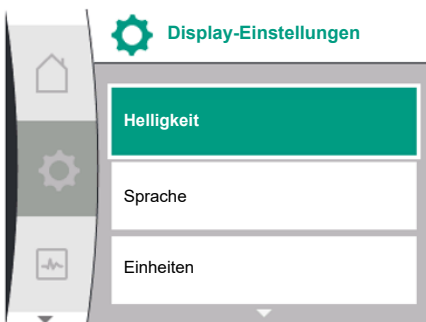 Display-Einstellungen
Helligkeit
Sprache
Einheiten